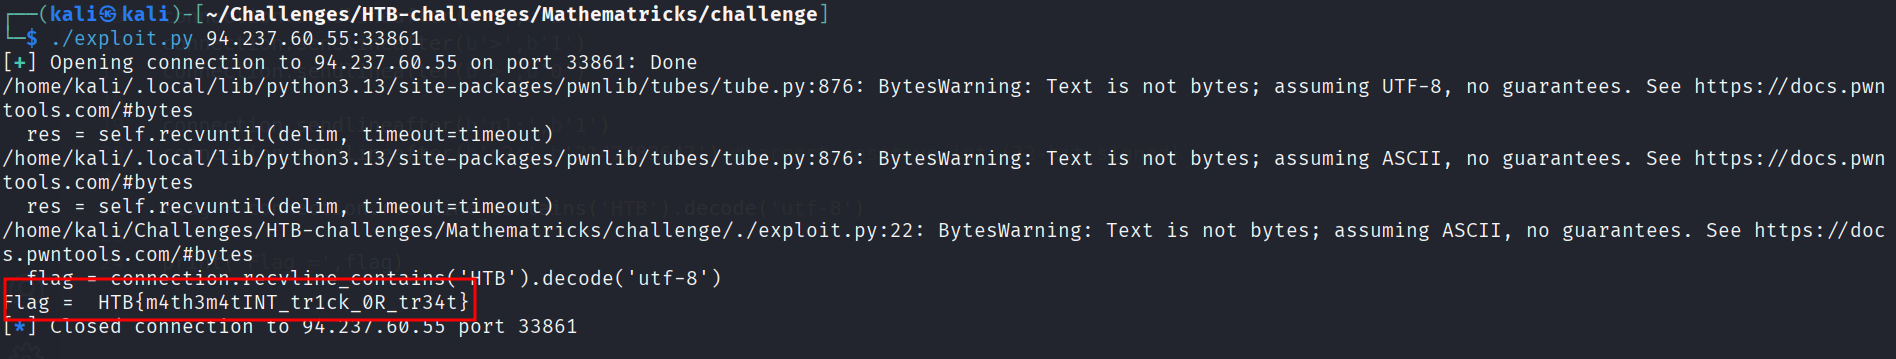 ┌──(kali㉿kali)-[~/Challenges/HTB-challenges/Mathematricks/challenge]
└─$ ./exploit.py 94.237.60.55:33861
[+] Opening connection to 94.237.60.55 on port 33861: Done
/home/kali/.local/lib/python3.13/site-packages/pwnlib/tubes/tube.py:876: BytesWarning: Text is not bytes; assuming UTF-8, no guarantees. See https://docs.pwn
tools.com/#bytes
  res = self.recvuntil(delim, timeout=timeout)
/home/kali/.local/lib/python3.13/site-packages/pwnlib/tubes/tube.py:876: BytesWarning: Text is not bytes; assuming ASCII, no guarantees. See https://docs.pwn
tools.com/#bytes
  res = self.recvuntil(delim, timeout=timeout)
/home/kali/Challenges/HTB-challenges/Mathematricks/challenge/./exploit.py:22: BytesWarning: Text is not bytes; assuming ASCII, no guarantees. See https://doc
s.pwntools.com/#bytes
  flag = connection.recvline_contains('HTB').decode('utf-8')
Flag =  HTB{m4th3m4tINT_tr1ck_0R_tr34t}
[*] Closed connection to 94.237.60.55 port 33861